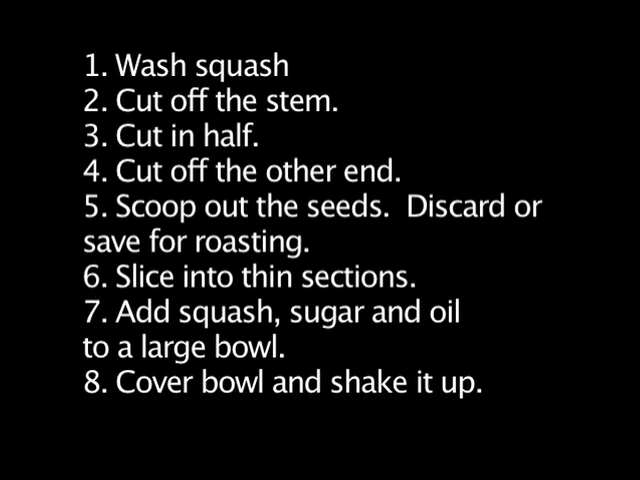 1. Wash squash
2. Cut off the stem.
3. Cut in half.
4. Cut off the other end.
5. Scoop out the seeds.  Discard or
save for roasting.
6. Slice into thin sections.
7. Add squash, sugar and oil
to a large bowl.
8. Cover bowl and shake it up.